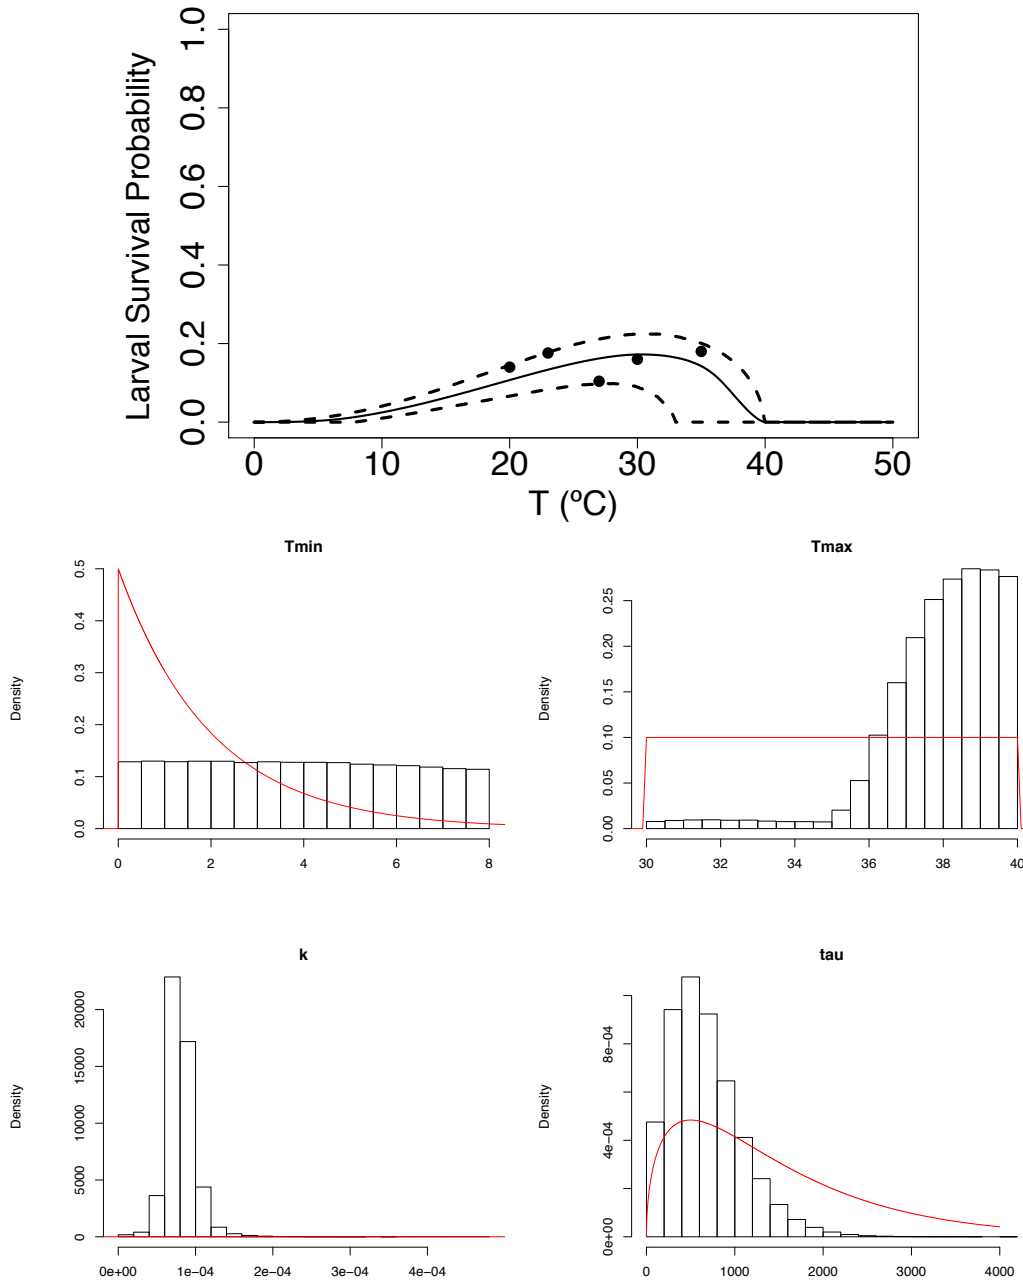 Larval Survival Probability
1.0
0.8
0.6
0.4
0.2
0.0
0 10 20 30 40 50
T (ºC)
Tmin
Density
0.5
0.4
0.3
0.2
0.1
0.0
0 2 4 6 8
Tmax
Density
0.25
0.20
0.15
0.10
0.05
0.00
30 32 34 36 38 40
k
Density
20000
15000
10000
5000
0
0e+00 1e−04 2e−04 3e−04 4e−04
tau
Density
8e−04
4e−04
0e+00
0 1000 2000 3000 4000